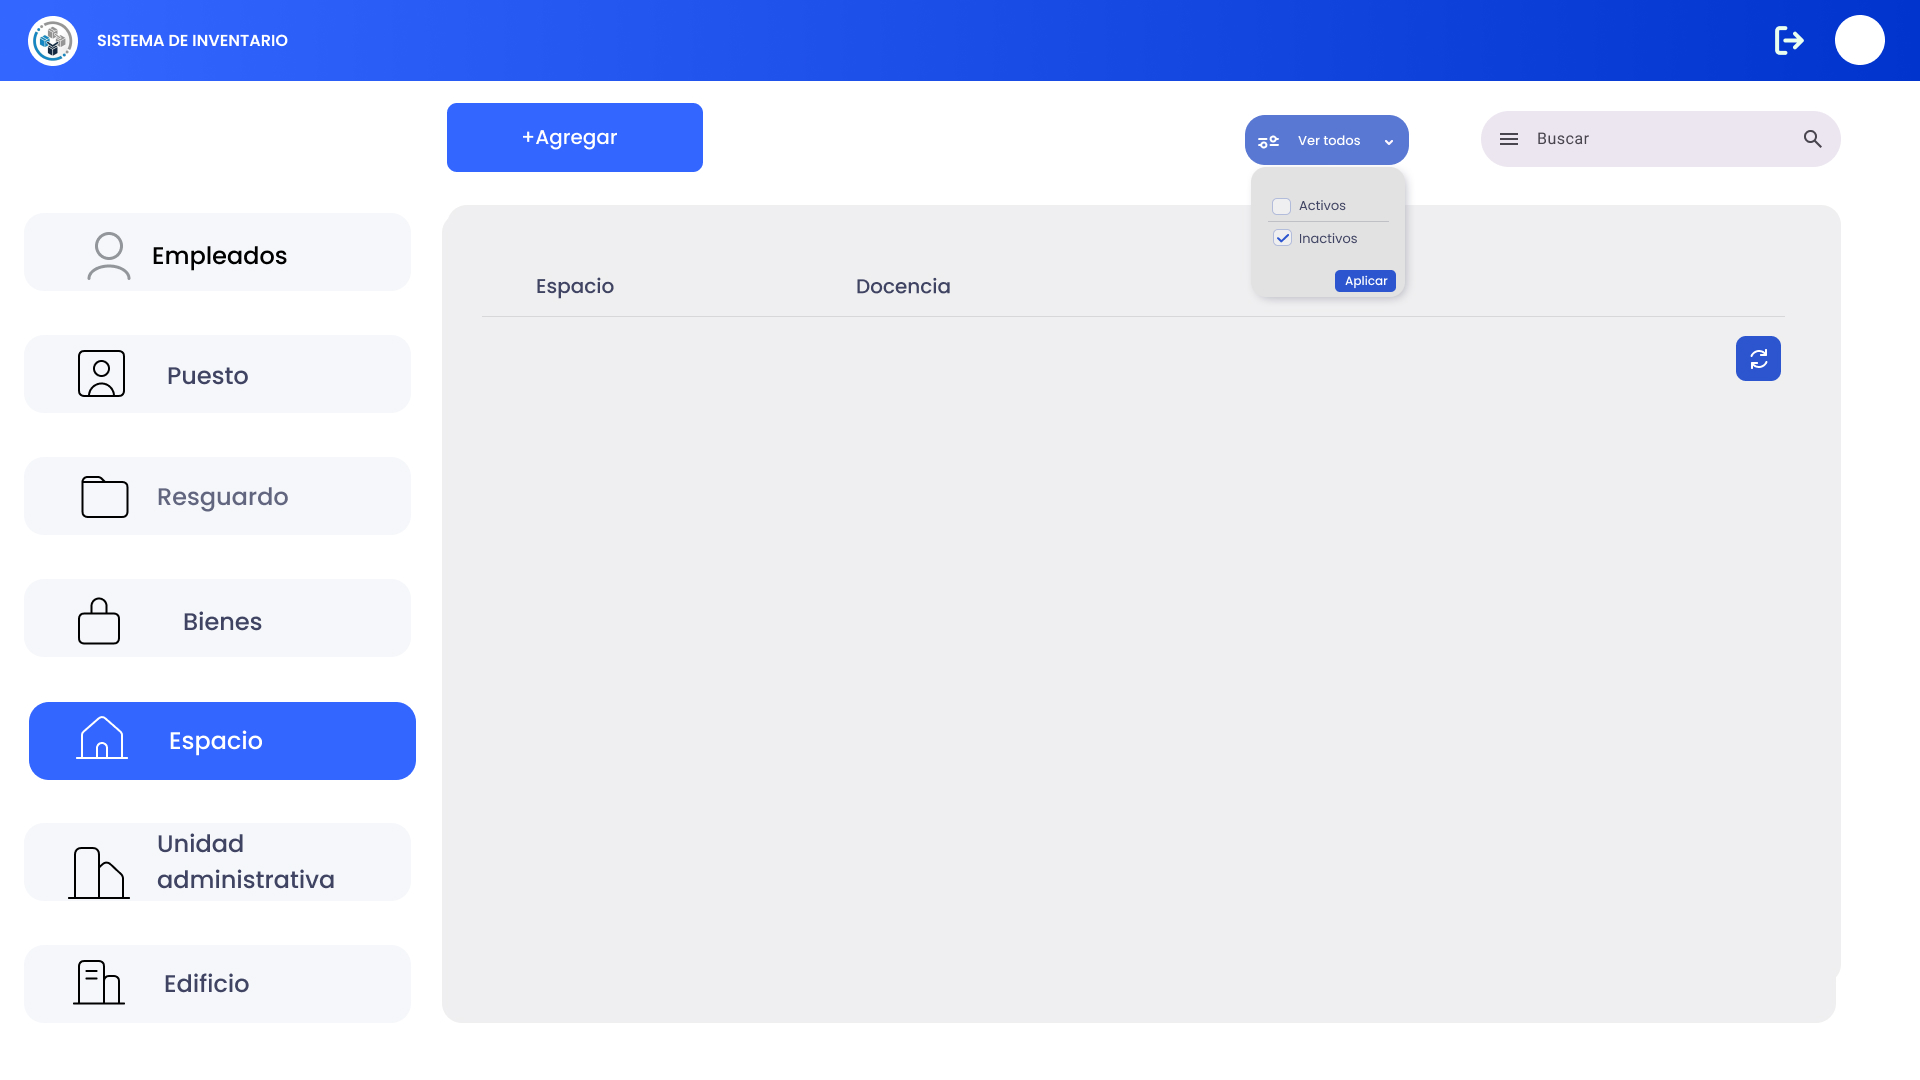 SISTEMA DE INVENTARIO
+Agregar
Ver todos
Buscar
Activos
Inactivos
Aplicar
Empleados
Puesto
Resguardo
Bienes
Espacio
Unidad
administrativa
Edificio
Espacio
Docencia